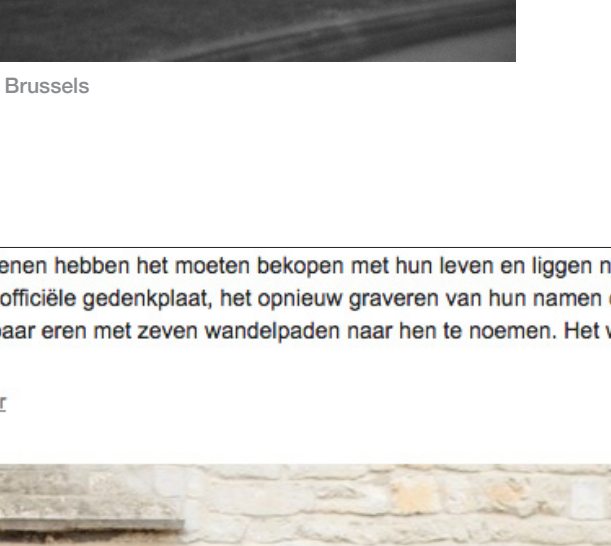 Brussels
enen hebben het moeten bekopen met hun leven en liggen n
officiële gedenkplaat, het opnieuw graveren van hun namen
aar eren met zeven wandelpaden naar hen te noemen. Het
r